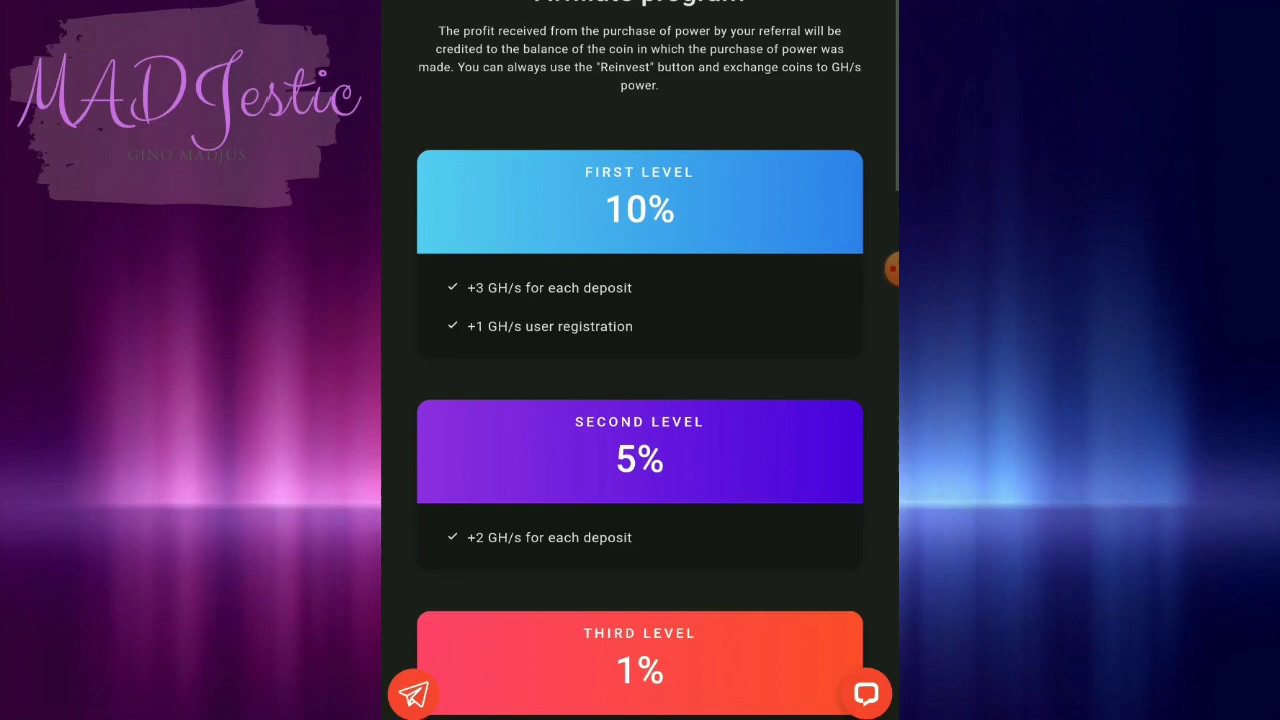 MADJestic
GINO MADJUS
Affiliate program
The profit received from the purchase of power by your referral will be
credited to the balance of the coin in which the purchase of power was
made. You can always use the "Reinvest" button and exchange coins to GH/s
power.
FIRST LEVEL
10%
+3 GH/s for each deposit
+1 GH/s user registration
SECOND LEVEL
5%
+2 GH/s for each deposit
THIRD LEVEL
1%